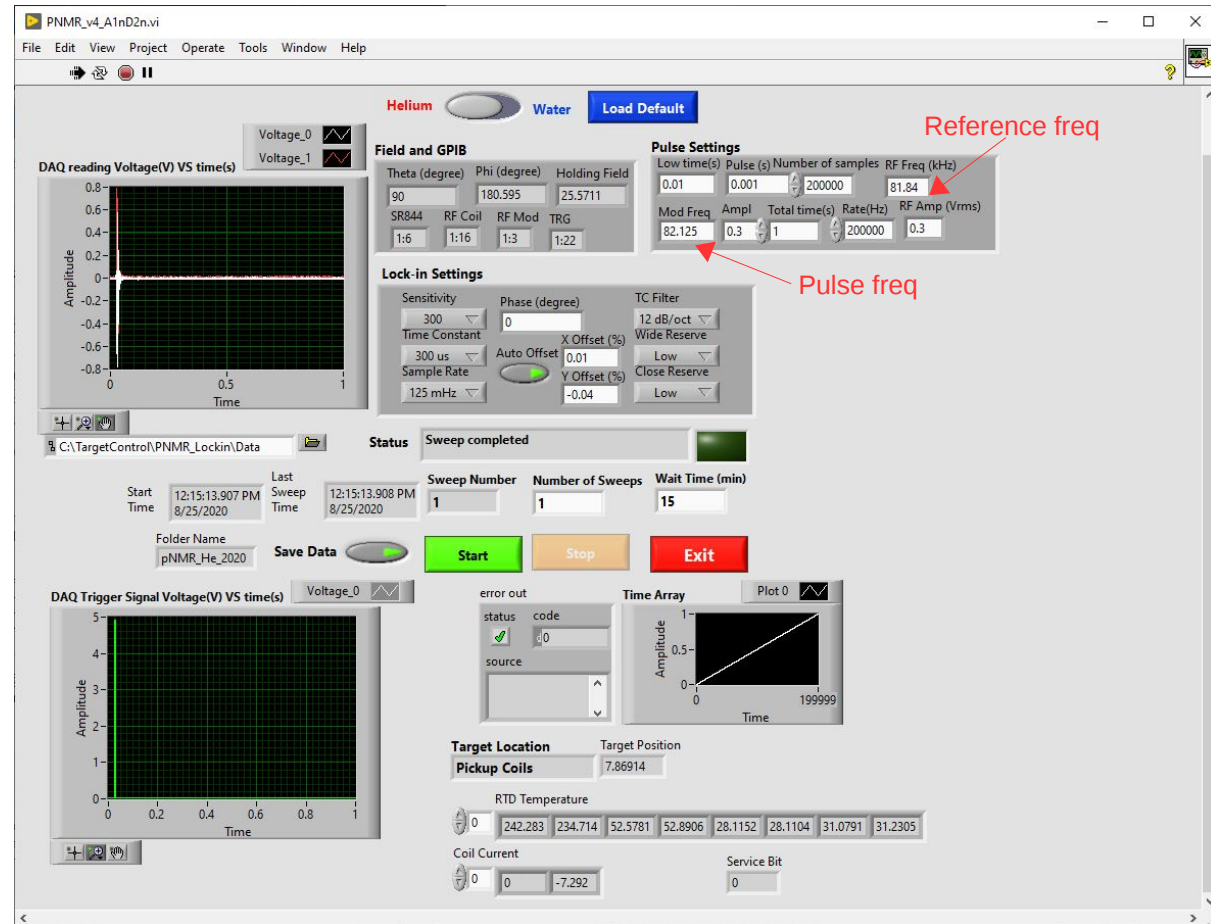 PNMR_v4_A1nD2n.vi
File Edit View Project Operate Tools Window Help
Helium Water Load Default
Reference freq
Voltage_0
Voltage_1
DAQ reading Voltage(V) VS time(s)
0.8
0.6
0.4
0.2
0
-0.2
-0.4
-0.6
-0.8
Amplitude
0 0.5 1
Time
Field and GPIB
Theta (degree) Phi (degree) Holding Field
90 180.595 25.5711
SR844 RF Coil RF Mod TRG
1:6 1:16 1:3 1:22
Pulse Settings
Low time(s) Pulse (s) Number of samples RF Freq (kHz)
0.01 0.001 200000 81.84
Mod Freq Ampl Total time(s) Rate(Hz) RF Amp (Vrms)
82.125 0.3 1 200000 0.3
Pulse freq
Lock-in Settings
Sensitivity Phase (degree) TC Filter
300 0 12 dB/oct
Time Constant X Offset (%) Wide Reserve
300 us Auto Offset 0.01 Low
Sample Rate Y Offset (%) Close Reserve
125 mHz -0.04 Low
C:\TargetControl\PNMR_Lockin\Data
Status Sweep completed
Start Time 12:15:13.907 PM 8/25/2020
Last Sweep Time 12:15:13.908 PM 8/25/2020
Sweep Number Number of Sweeps Wait Time (min)
1 1 15
Folder Name
pNMR_He_2020
Save Data Start Stop Exit
DAQ Trigger Signal Voltage(V) VS time(s) Voltage_0
5
4
3
2
1
0
Amplitude
0 0.2 0.4 0.6 0.8 1
Time
error out
status code
d 0
source
Time Array Plot 0
1
0.5
0
Amplitude
0 199999
Time
Target Location Target Position
Pickup Coils 7.86914
RTD Temperature
0 242.283 234.714 52.5781 52.8906 28.1152 28.1104 31.0791 31.2305
Coil Current Service Bit
0 0 -7.292 0